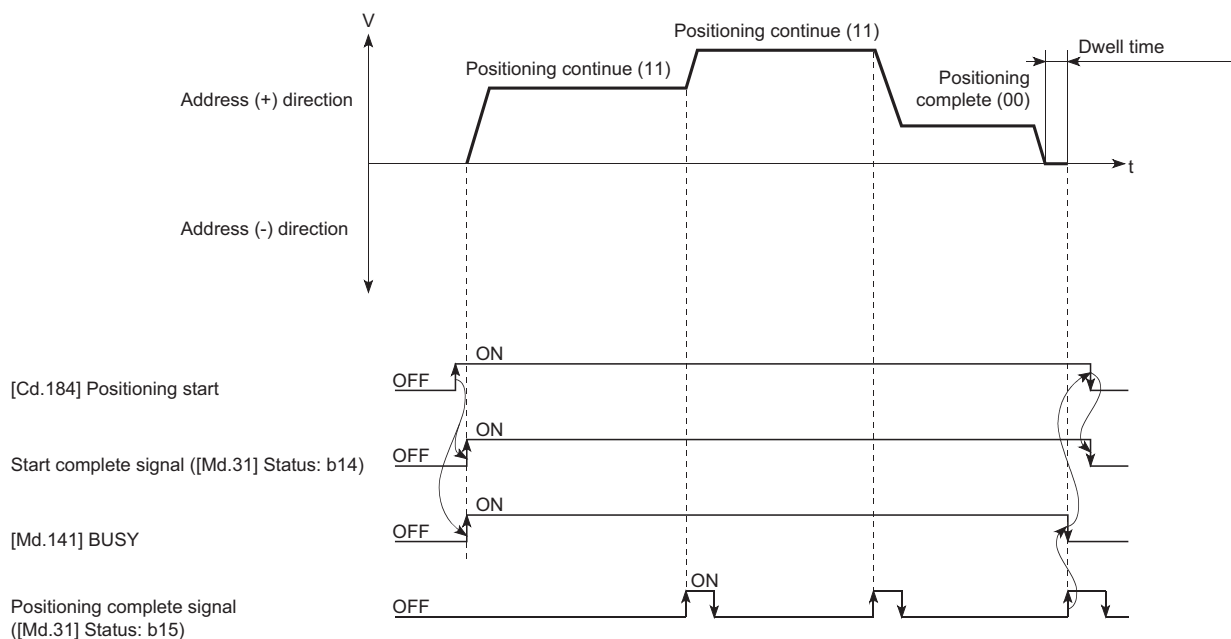 V
Positioning continue (11)
Dwell time
Positioning continue (11)
Positioning
complete (00)
Address (+) direction
t
Address (-) direction
ON
OFF
[Cd.184] Positioning start
ON
OFF
Start complete signal ([Md.31] Status: b14)
ON
OFF
[Md.141] BUSY
ON
OFF
Positioning complete signal
([Md.31] Status: b15)